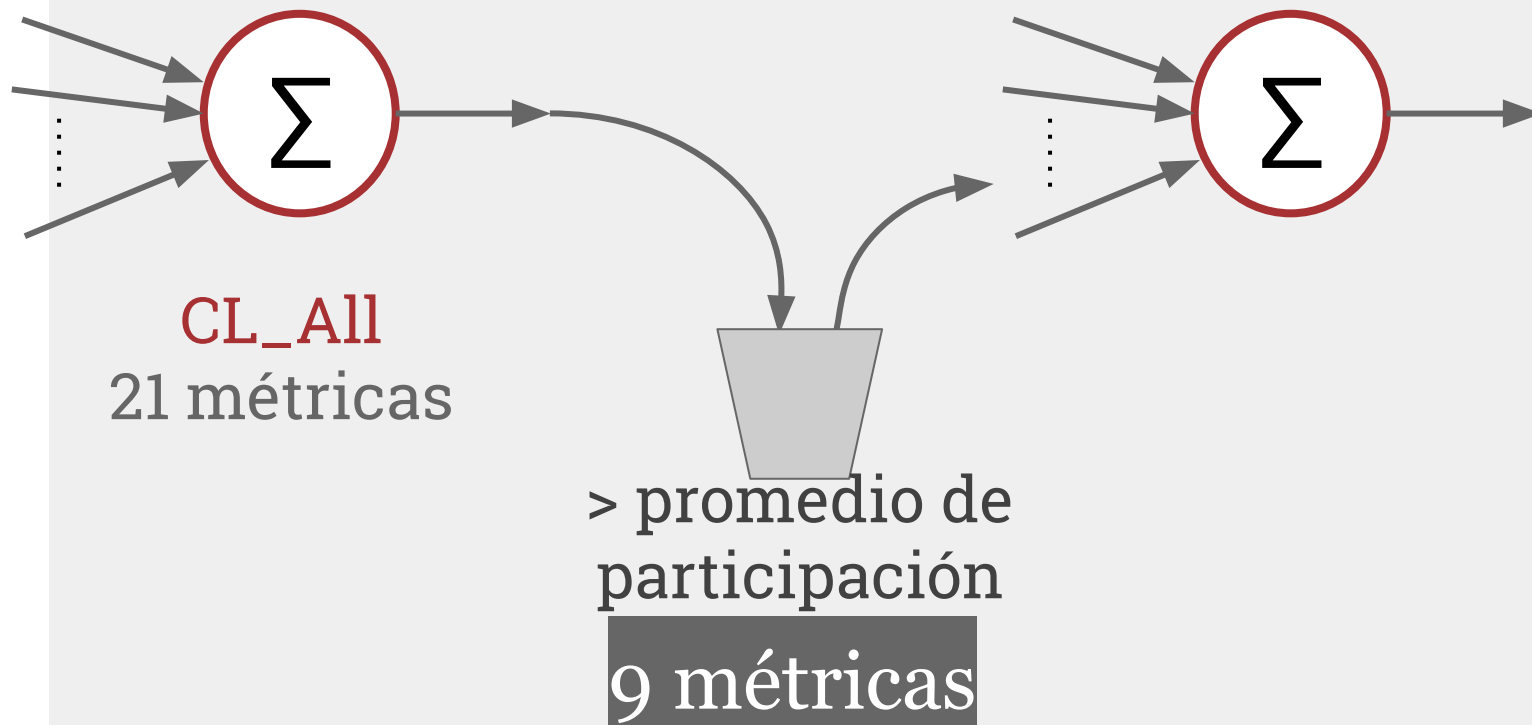 Σ
Σ
CL_All
21 métricas
> promedio de
participación
9 métricas